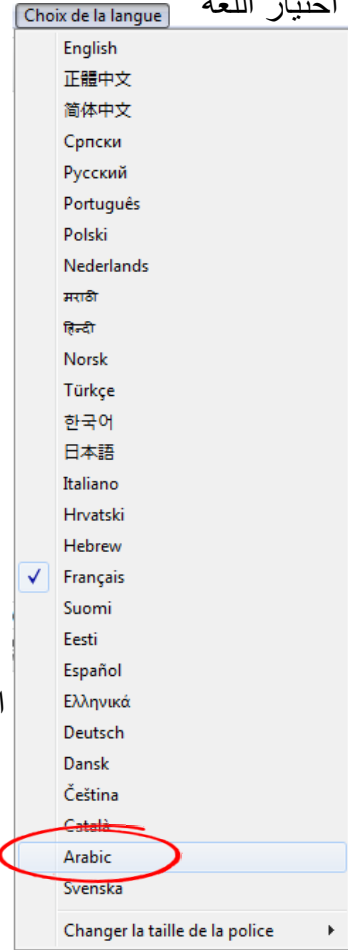 اختيار اللغة
Choix de la langue
English
正體中文
简体中文
Српски
Русский
Português
Polski
Nederlands
मराठी
हिन्दी
Norsk
Türkçe
한국어
日本語
Italiano
Hrvatski
Hebrew
Français
Suomi
Eesti
Español
Ελληνικά
Deutsch
Dansk
Čeština
Català
Arabic
Svenska
Changer la taille de la police